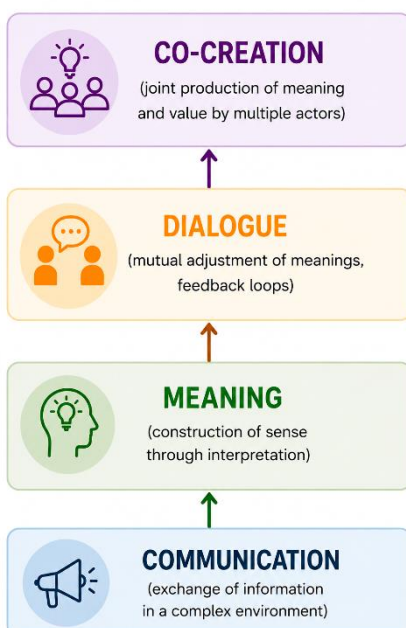 CO-CREATION
(joint production of meaning
and value by multiple actors)
DIALOGUE
(mutual adjustment of meanings,
feedback loops)
MEANING
(construction of sense
through interpretation)
COMMUNICATION
(exchange of information
in a complex environment)